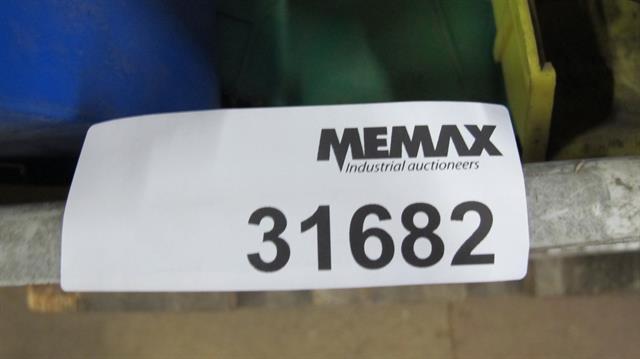 MEMAX
Industrial auctioneers
31682